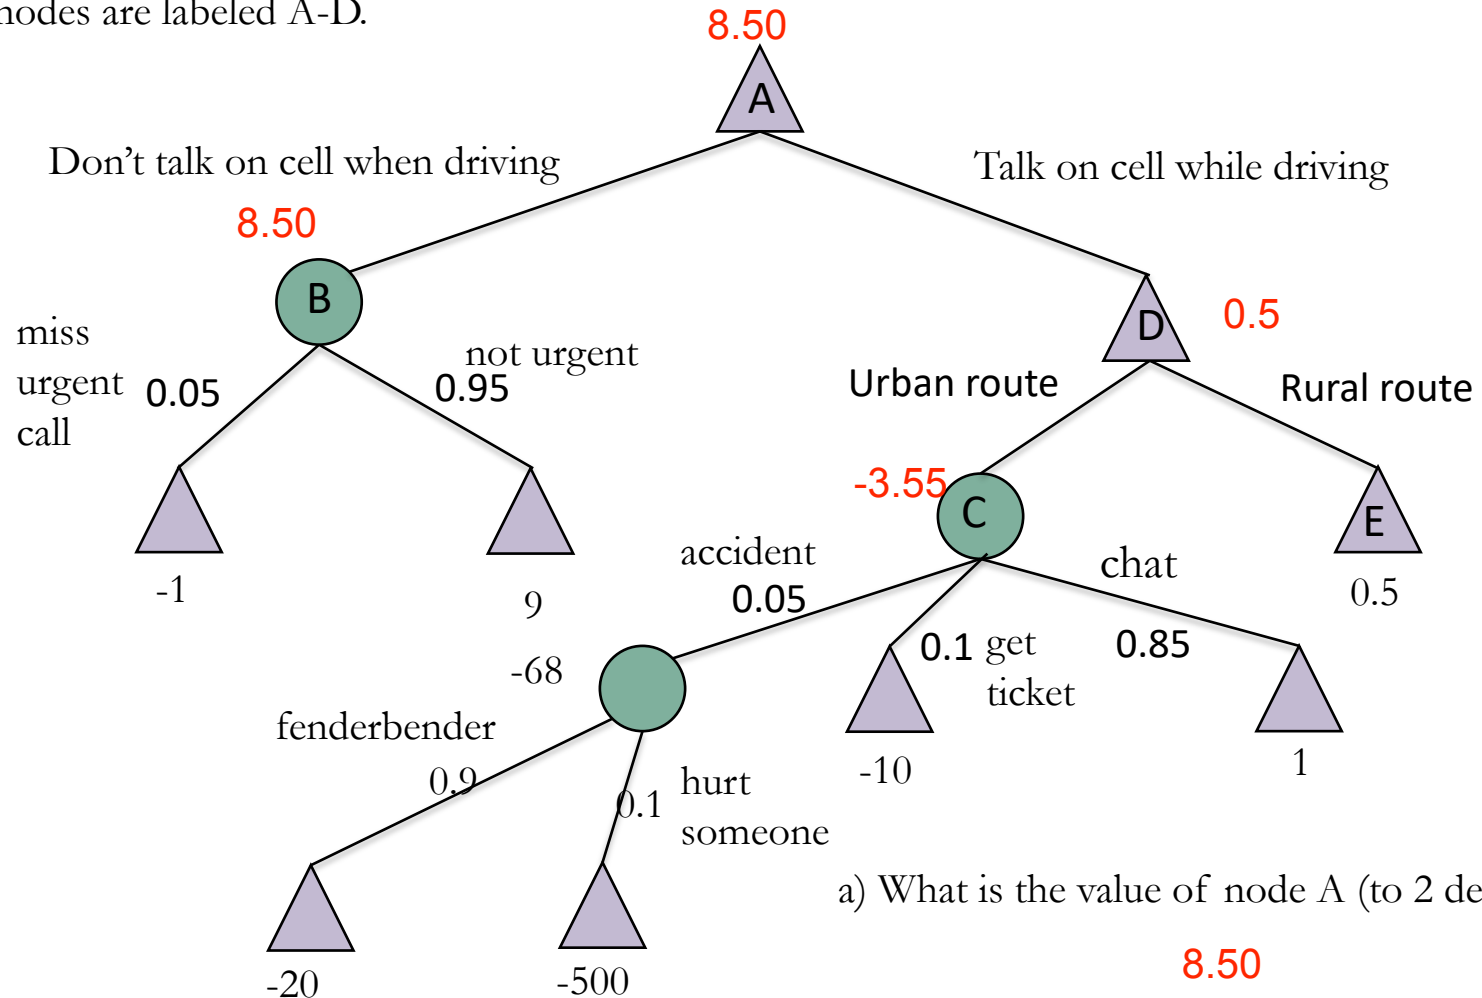 nodes are labeled A-D.
8.50
A
Don't talk on cell when driving
Talk on cell while driving
8.50
B
D
0.5
miss
urgent
call
0.05
not urgent
0.95
Urban route
Rural route
-3.55
C
E
-1
9
accident
0.05
chat
0.5
-68
0.1
get
ticket
0.85
fenderbender
0.9
0.1
hurt
someone
-10
1
-20
-500
a) What is the value of node A (to 2 de
8.50